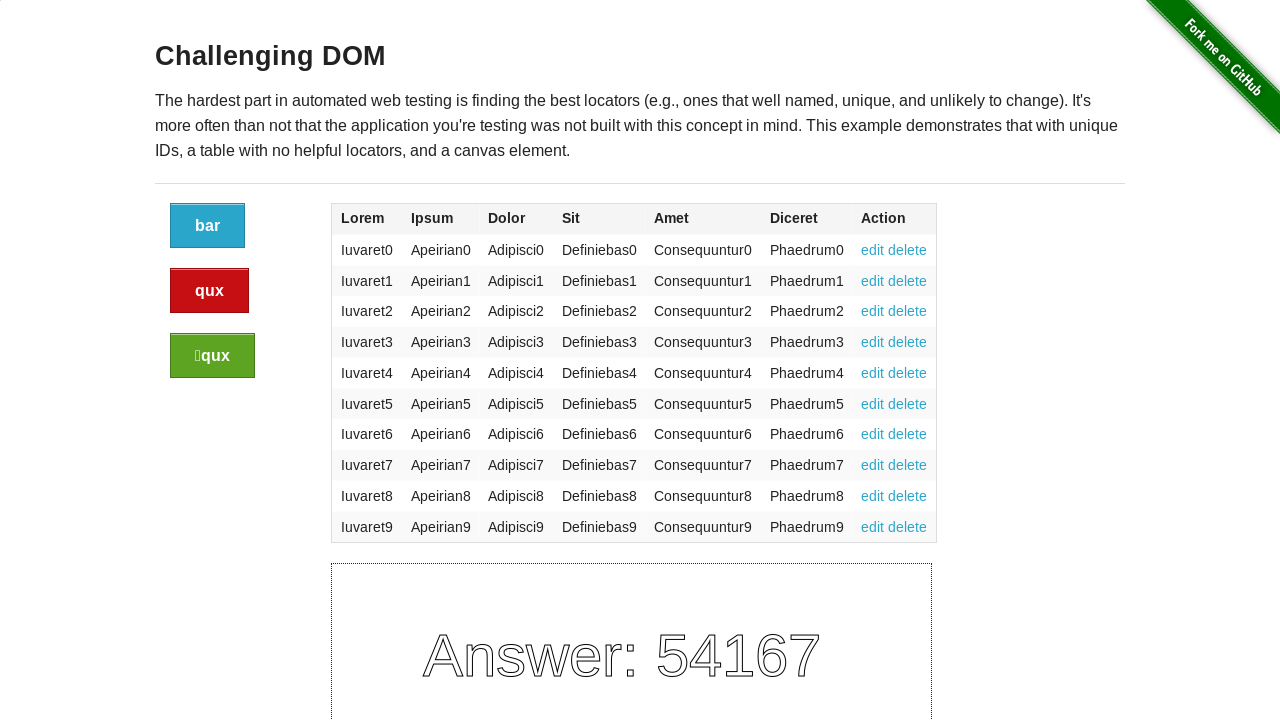 Fork me on GitHub
Challenging DOM
The hardest part in automated web testing is finding the best locators (e.g., ones that well named, unique, and unlikely to change). It's
more often than not that the application you're testing was not built with this concept in mind. This example demonstrates that with unique
IDs, a table with no helpful locators, and a canvas element.
bar
qux
qux
Lorem Ipsum Dolor Sit Amet Diceret Action
Iuvaret0 Apeirian0 Adipisci0 Definiebas0 Consequuntur0 Phaedrum0 edit delete
Iuvaret1 Apeirian1 Adipisci1 Definiebas1 Consequuntur1 Phaedrum1 edit delete
Iuvaret2 Apeirian2 Adipisci2 Definiebas2 Consequuntur2 Phaedrum2 edit delete
Iuvaret3 Apeirian3 Adipisci3 Definiebas3 Consequuntur3 Phaedrum3 edit delete
Iuvaret4 Apeirian4 Adipisci4 Definiebas4 Consequuntur4 Phaedrum4 edit delete
Iuvaret5 Apeirian5 Adipisci5 Definiebas5 Consequuntur5 Phaedrum5 edit delete
Iuvaret6 Apeirian6 Adipisci6 Definiebas6 Consequuntur6 Phaedrum6 edit delete
Iuvaret7 Apeirian7 Adipisci7 Definiebas7 Consequuntur7 Phaedrum7 edit delete
Iuvaret8 Apeirian8 Adipisci8 Definiebas8 Consequuntur8 Phaedrum8 edit delete
Iuvaret9 Apeirian9 Adipisci9 Definiebas9 Consequuntur9 Phaedrum9 edit delete
Answer: 54167